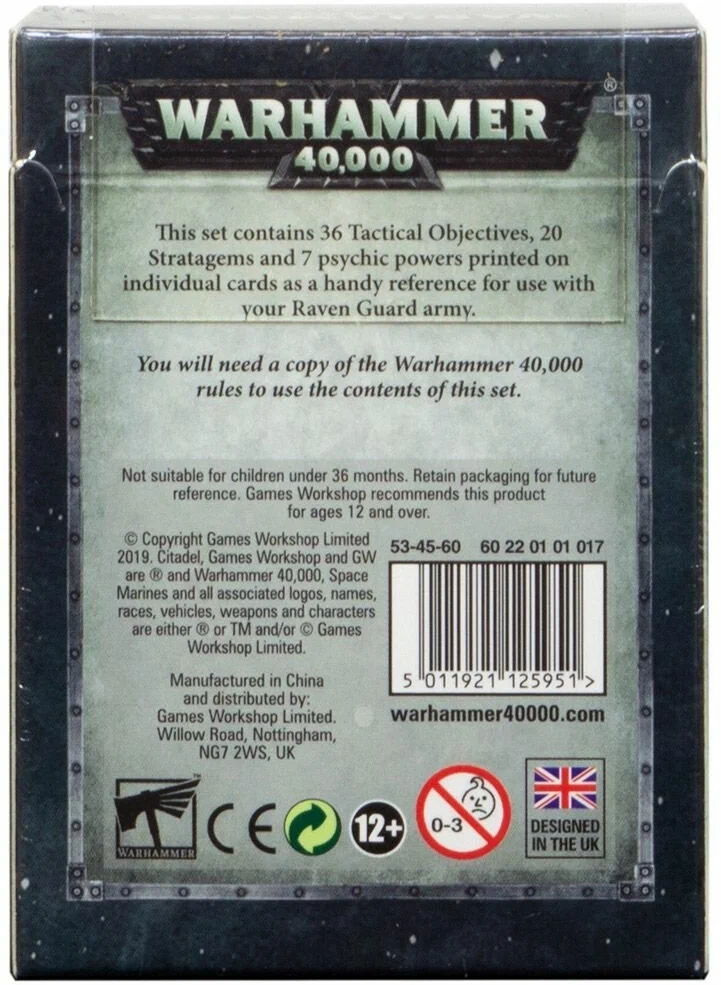 WARHAMMER®
40,000
This set contains 36 Tactical Objectives, 20
Stratagems and 7 psychic powers printed on
individual cards as a handy reference for use with
your Raven Guard army.
You will need a copy of the Warhammer 40,000
rules to use the contents of this set.
Not suitable for children under 36 months. Retain packaging for future
reference. Games Workshop recommends this product
for ages 12 and over.
© Copyright Games Workshop Limited
2019. Citadel, Games Workshop and GW
are ® and Warhammer 40,000, Space
Marines and all associated logos, names,
races, vehicles, weapons and characters
are either ® or TM and/or © Games
Workshop Limited.
Manufactured in China
and distributed by:
Games Workshop Limited.
Willow Road, Nottingham,
NG7 2WS, UK
53-45-60 60 22 01 01 017
5 011921 125951 >
warhammer40000.com
WARHAMMER™
CE
12+
0-3
DESIGNED
IN THE UK